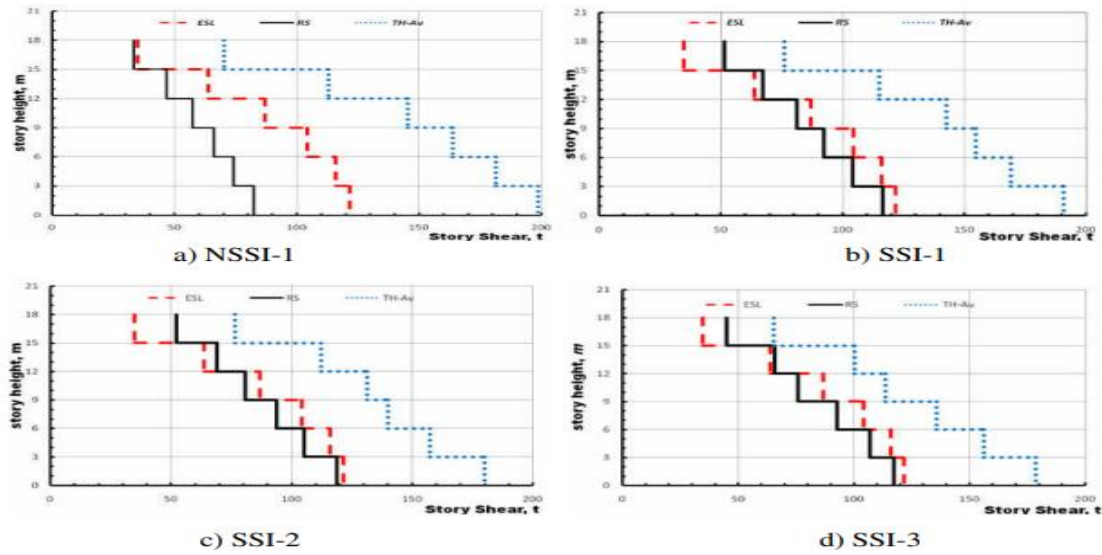 ESL RS TH-Av
21
18
15
12
9
6
3
0
story height, m
0 50 100 150 200
Story Shear, t
a) NSSI-1
ESL RS TH-Av
21
18
15
12
9
6
3
0
story height, m
0 50 100 150 200
Story Shear, t
b) SSI-1
ESL RS TH-Av
21
18
15
12
9
6
3
0
story height, m
0 50 100 150 200
Story Shear, t
c) SSI-2
ESL RS TH-Av
21
18
15
12
9
6
3
0
story height, m
0 50 100 150 200
Story Shear, t
d) SSI-3